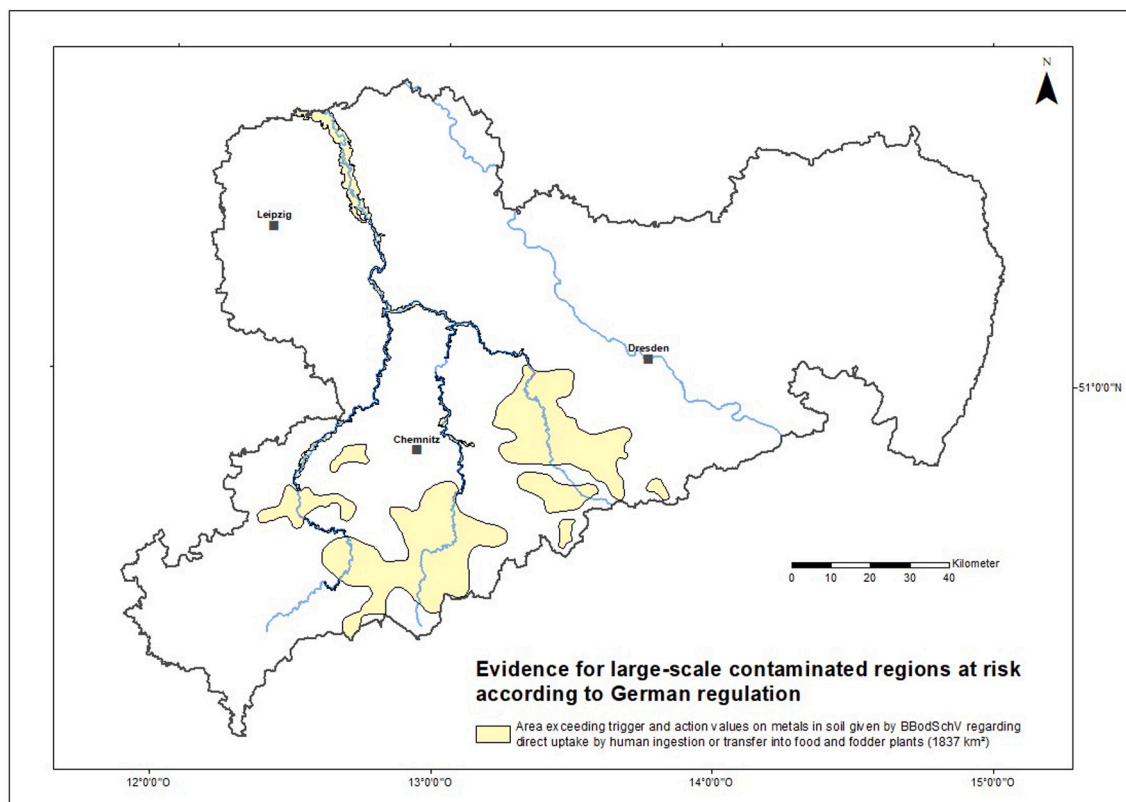 N
Leipzig
Dresden
51°0'0"N
Chemnitz
Kilometer
0 10 20 30 40
Evidence for large-scale contaminated regions at risk
according to German regulation
Area exceeding trigger and action values on metals in soil given by BBodSchV regarding
direct uptake by human ingestion or transfer into food and fodder plants (1837 km²)
12°0'0"O 13°0'0"O 14°0'0"O 15°0'0"O